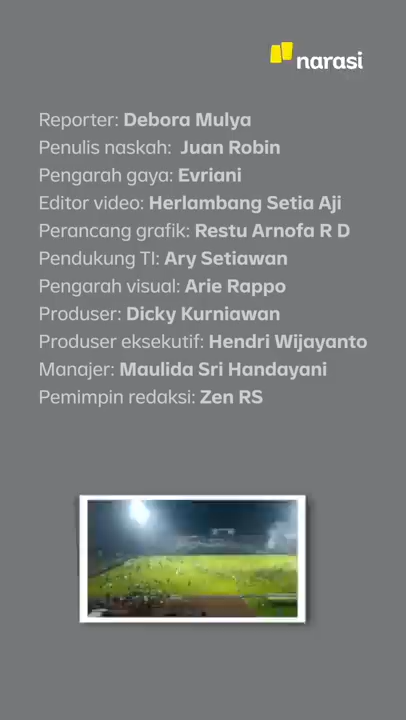 narasi
Reporter: Debora Mulya
Penulis naskah: Juan Robin
Pengarah gaya: Evriani
Editor video: Herlambang Setia Aji
Perancang grafik: Restu Arnofa R D
Pendukung TI: Ary Setiawan
Pengarah visual: Arie Rappo
Produser: Dicky Kurniawan
Produser eksekutif: Hendri Wijayanto
Manajer: Maulida Sri Handayani
Pemimpin redaksi: Zen RS